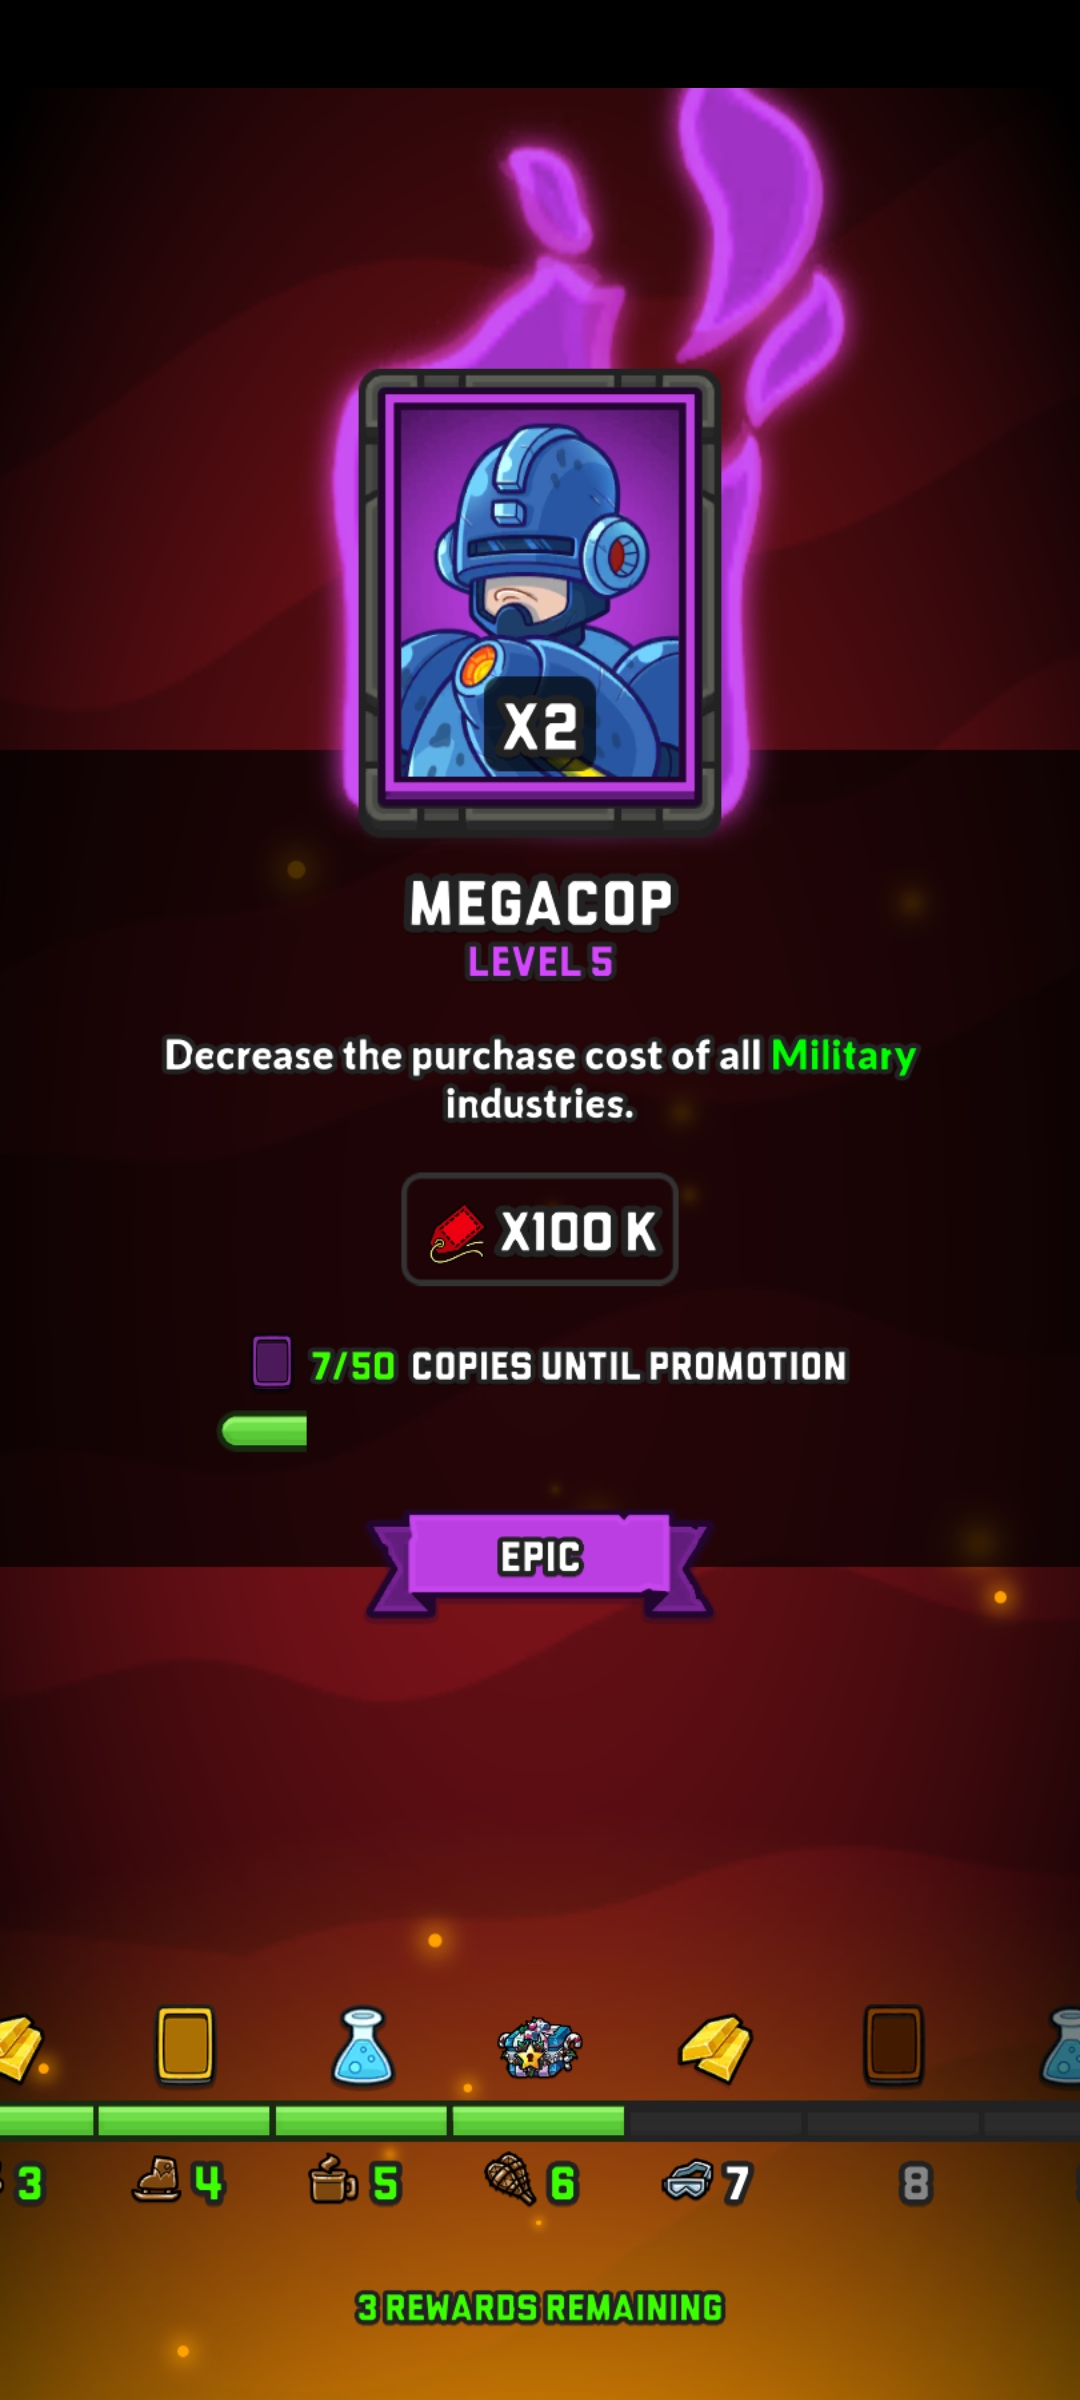 X2
MEGACOP
LEVEL 5
Decrease the purchase cost of all Military
industries.
X100 K
7/50 COPIES UNTIL PROMOTION
EPIC
3 4 5 6 7 8
3 REWARDS REMAINING